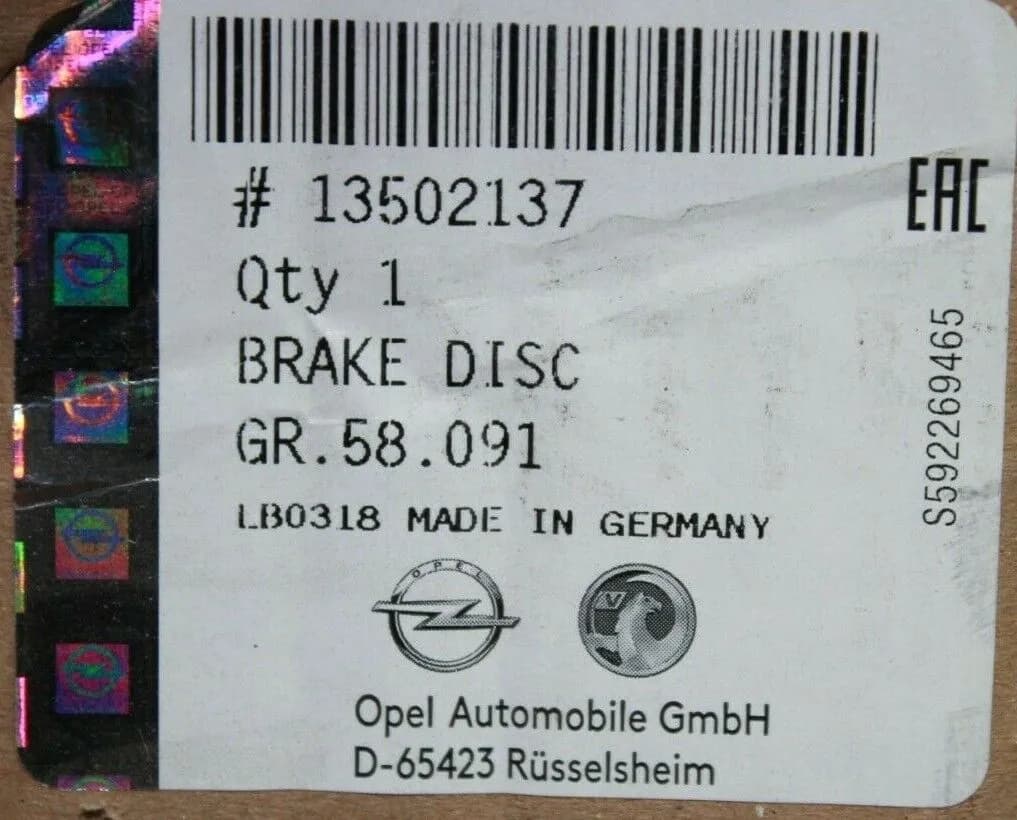 # 13502137
EAC
Qty 1
BRAKE DISC
GR.58.091
S592269465
LB0318 MADE IN GERMANY
OPEL
V
Opel Automobile GmbH
D-65423 Rüsselsheim